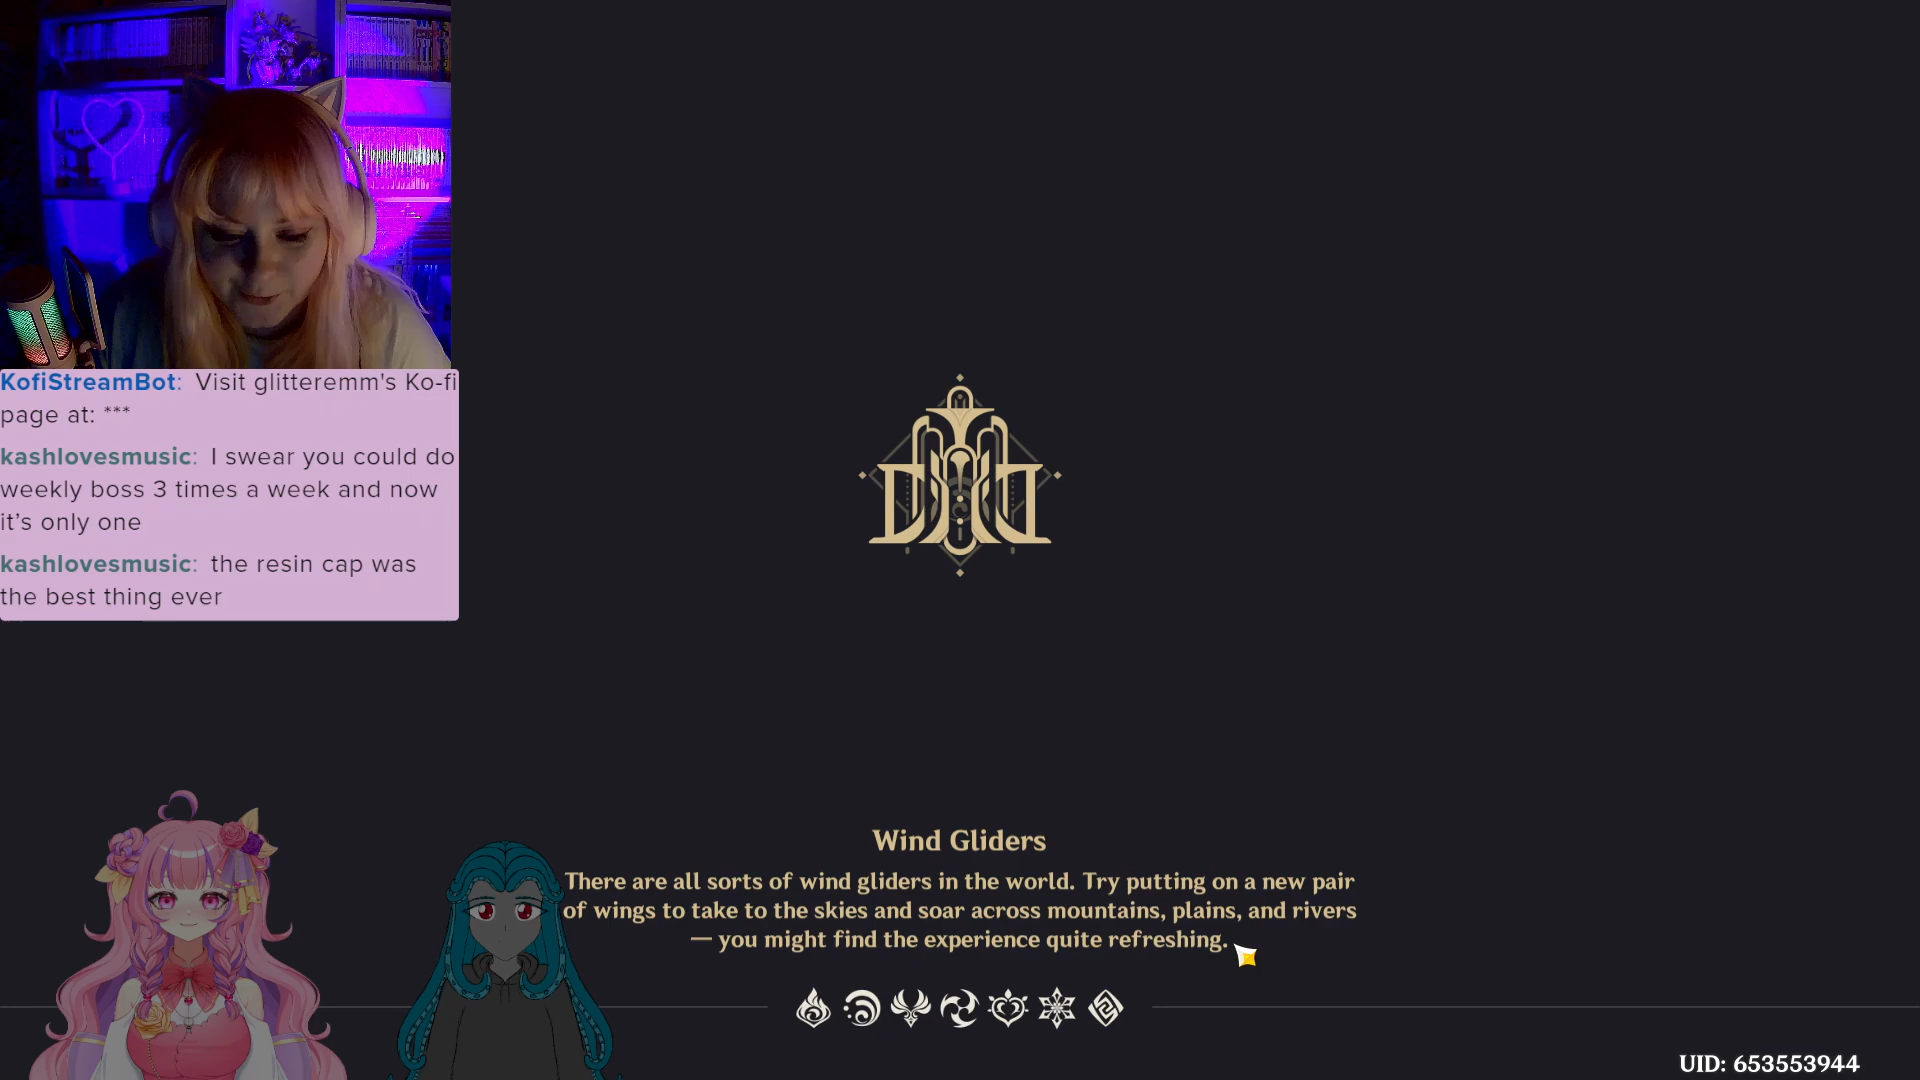 KofiStreamBot: Visit glitteremm's Ko-fi
page at: ***
kashlovesmusic: I swear you could do
weekly boss 3 times a week and now
it’s only one
kashlovesmusic: the resin cap was
the best thing ever
Wind Gliders
There are all sorts of wind gliders in the world. Try putting on a new pair
of wings to take to the skies and soar across mountains, plains, and rivers
— you might find the experience quite refreshing.
UID: 653553944